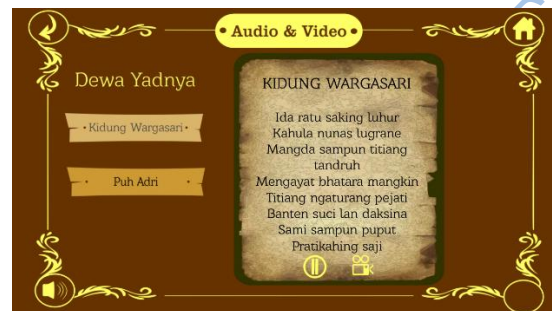 Audio & Video
Dewa Yadnya
Kidung Wargasari
Puh Adri
KIDUNG WARGASARI
Ida ratu saking luhur
Kahula nunas lugrane
Mangda sampun titiang
tandruh
Mengayat bhatara mangkin
Titiang ngaturang pejati
Banten suci lan daksina
Sami sampun puput
Pratikahing saji